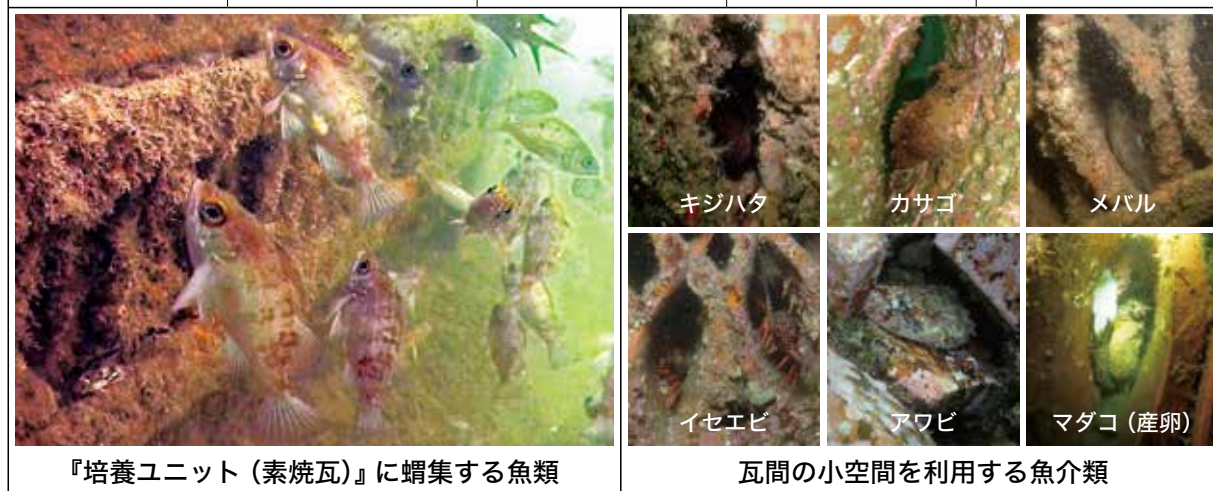 キジハタ
カサゴ
メバル
イセエビ
アワビ
マダコ（産卵）
『培養ユニット（素焼瓦）』に蝟集する魚類
瓦間の小空間を利用する魚介類